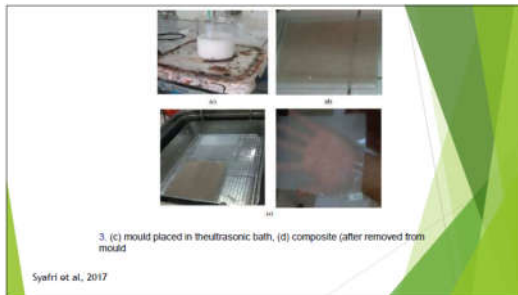 3. (c) mould placed in theultrasonic bath, (d) composite (after removed from
mould
Syafri et al, 2017